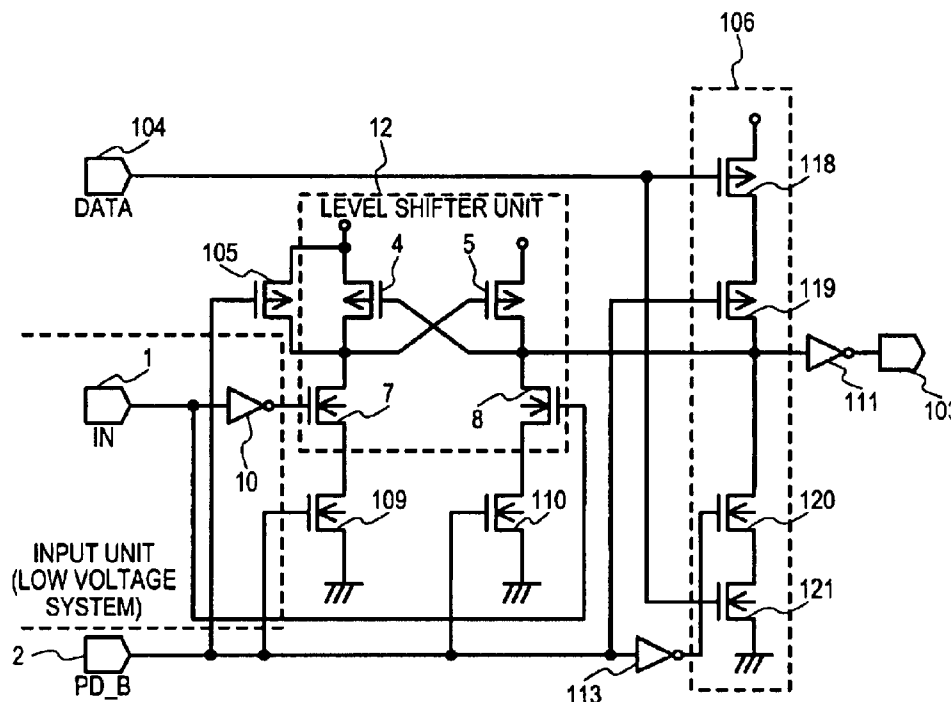 106
104
12
118
DATA
LEVEL SHIFTER UNIT
105
4
5
119
1
7
8
111
103
IN
10
109
110
120
INPUT UNIT
(LOW VOLTAGE
SYSTEM)
121
2
PD_B
113